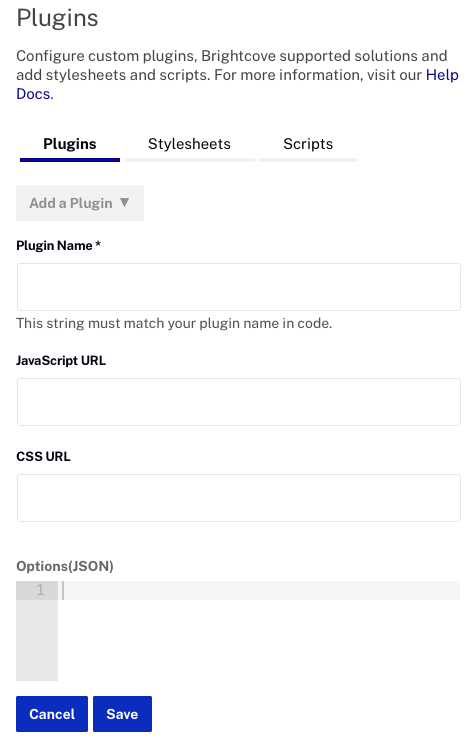 Plugins
Configure custom plugins, Brightcove supported solutions and
add stylesheets and scripts. For more information, visit our Help
Docs.
Plugins Stylesheets Scripts
Add a Plugin ▼
Plugin Name *
This string must match your plugin name in code.
JavaScript URL
CSS URL
Options(JSON)
1
Cancel Save